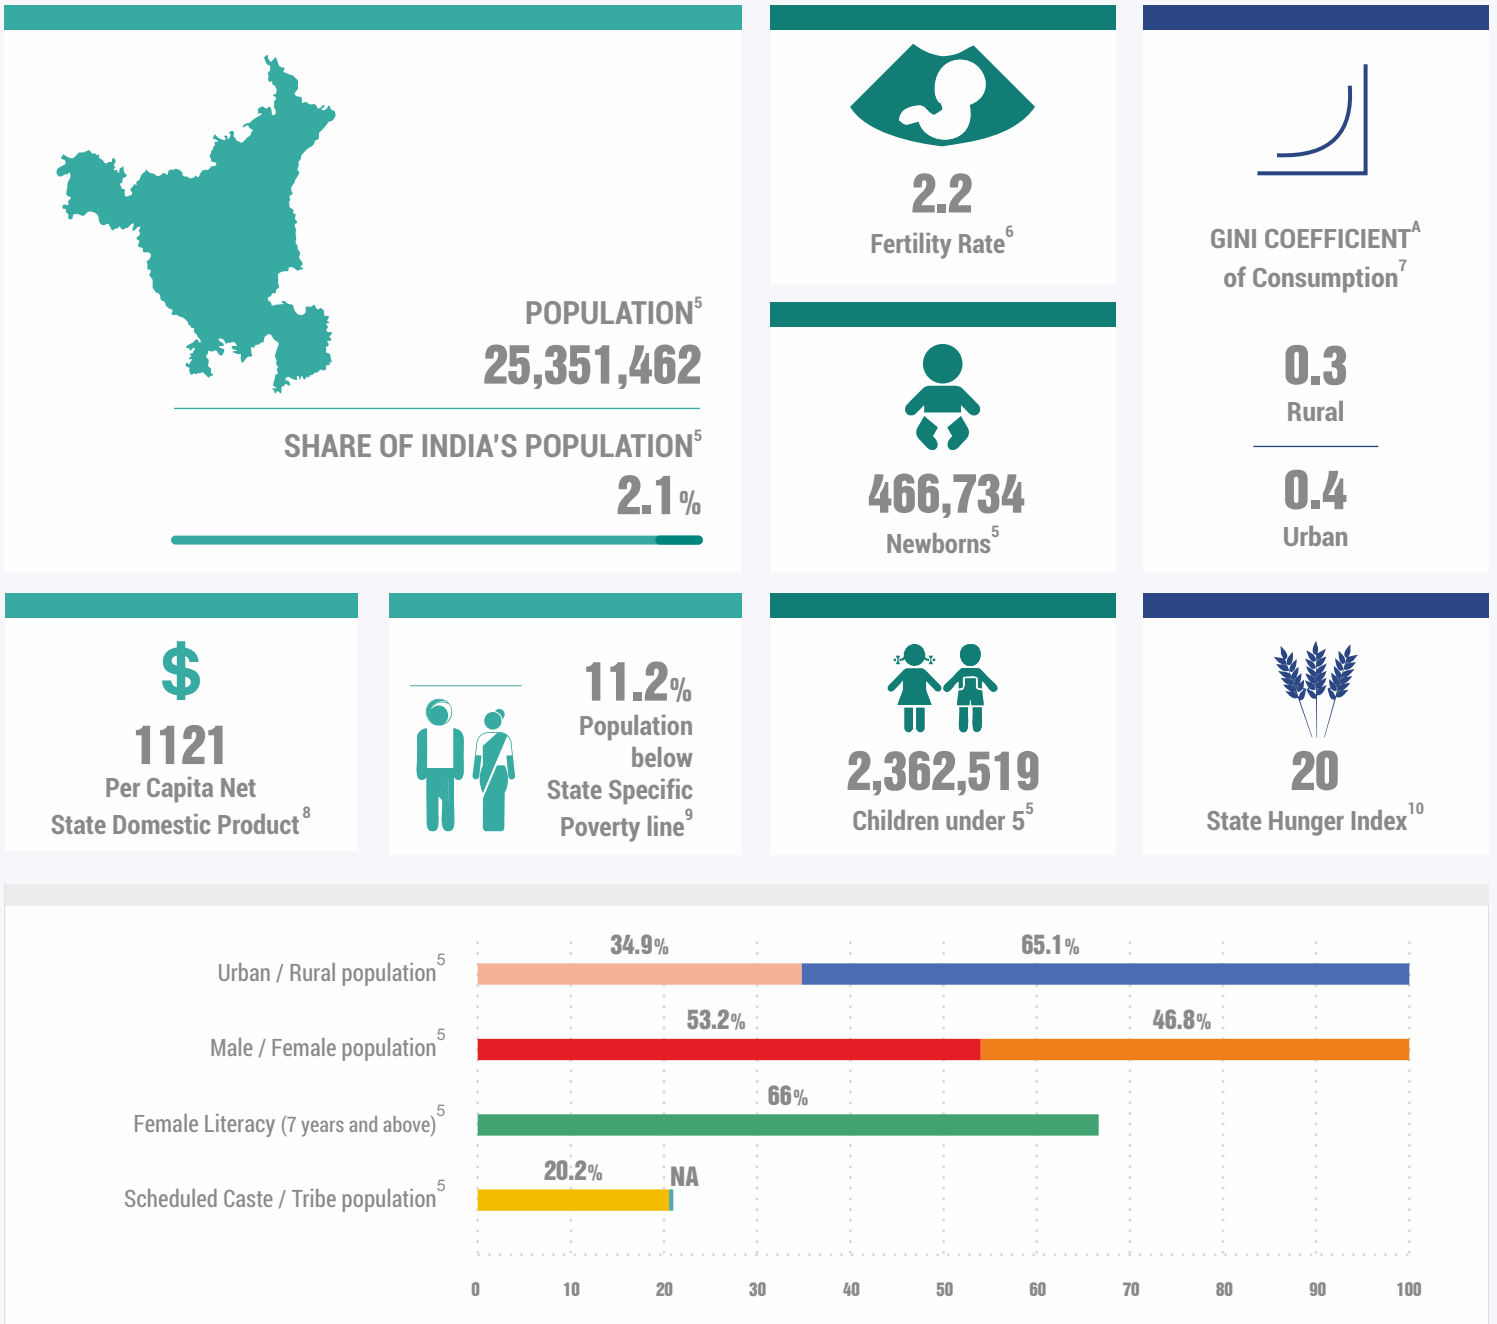 POPULATION5
25,351,462
SHARE OF INDIA'S POPULATION5
2.1%
2.2
Fertility Rate6
466,734
Newborns5
GINI COEFFICIENTA
of Consumption7
0.3
Rural
0.4
Urban
$
1121
Per Capita Net
State Domestic Product8
11.2%
Population
below
State Specific
Poverty line9
2,362,519
Children under 55
20
State Hunger Index10
34.9% 65.1%
Urban / Rural population5
53.2% 46.8%
Male / Female population5
66%
Female Literacy (7 years and above)5
20.2% NA
Scheduled Caste / Tribe population5
0 10 20 30 40 50 60 70 80 90 100